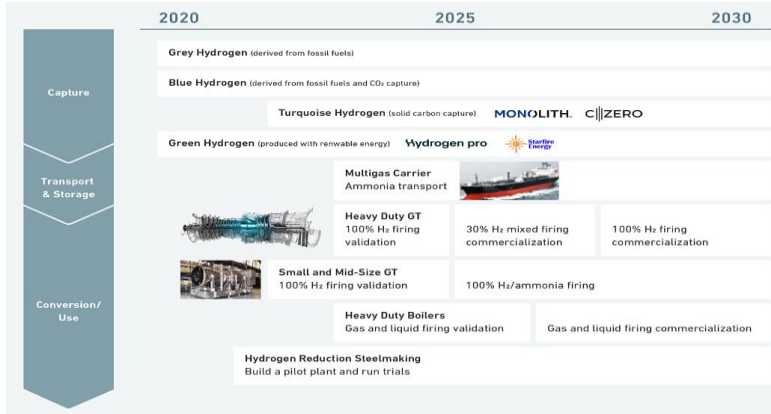 2020 2025 2030
Capture
Grey Hydrogen (derived from fossil fuels)
Blue Hydrogen (derived from fossil fuels and CO₂ capture)
Turquoise Hydrogen (solid carbon capture) MONOLITH. C|||ZERO
Green Hydrogen (produced with renwable energy) Hydrogen pro Starfire Energy
Transport
& Storage
Multigas Carrier
Ammonia transport
Conversion/
Use
Heavy Duty GT
100% H₂ firing
validation
30% H₂ mixed firing
commercialization
100% H₂ firing
commercialization
Small and Mid-Size GT
100% H₂ firing validation
100% H₂/ammonia firing
Heavy Duty Boilers
Gas and liquid firing validation
Gas and liquid firing commercialization
Hydrogen Reduction Steelmaking
Build a pilot plant and run trials